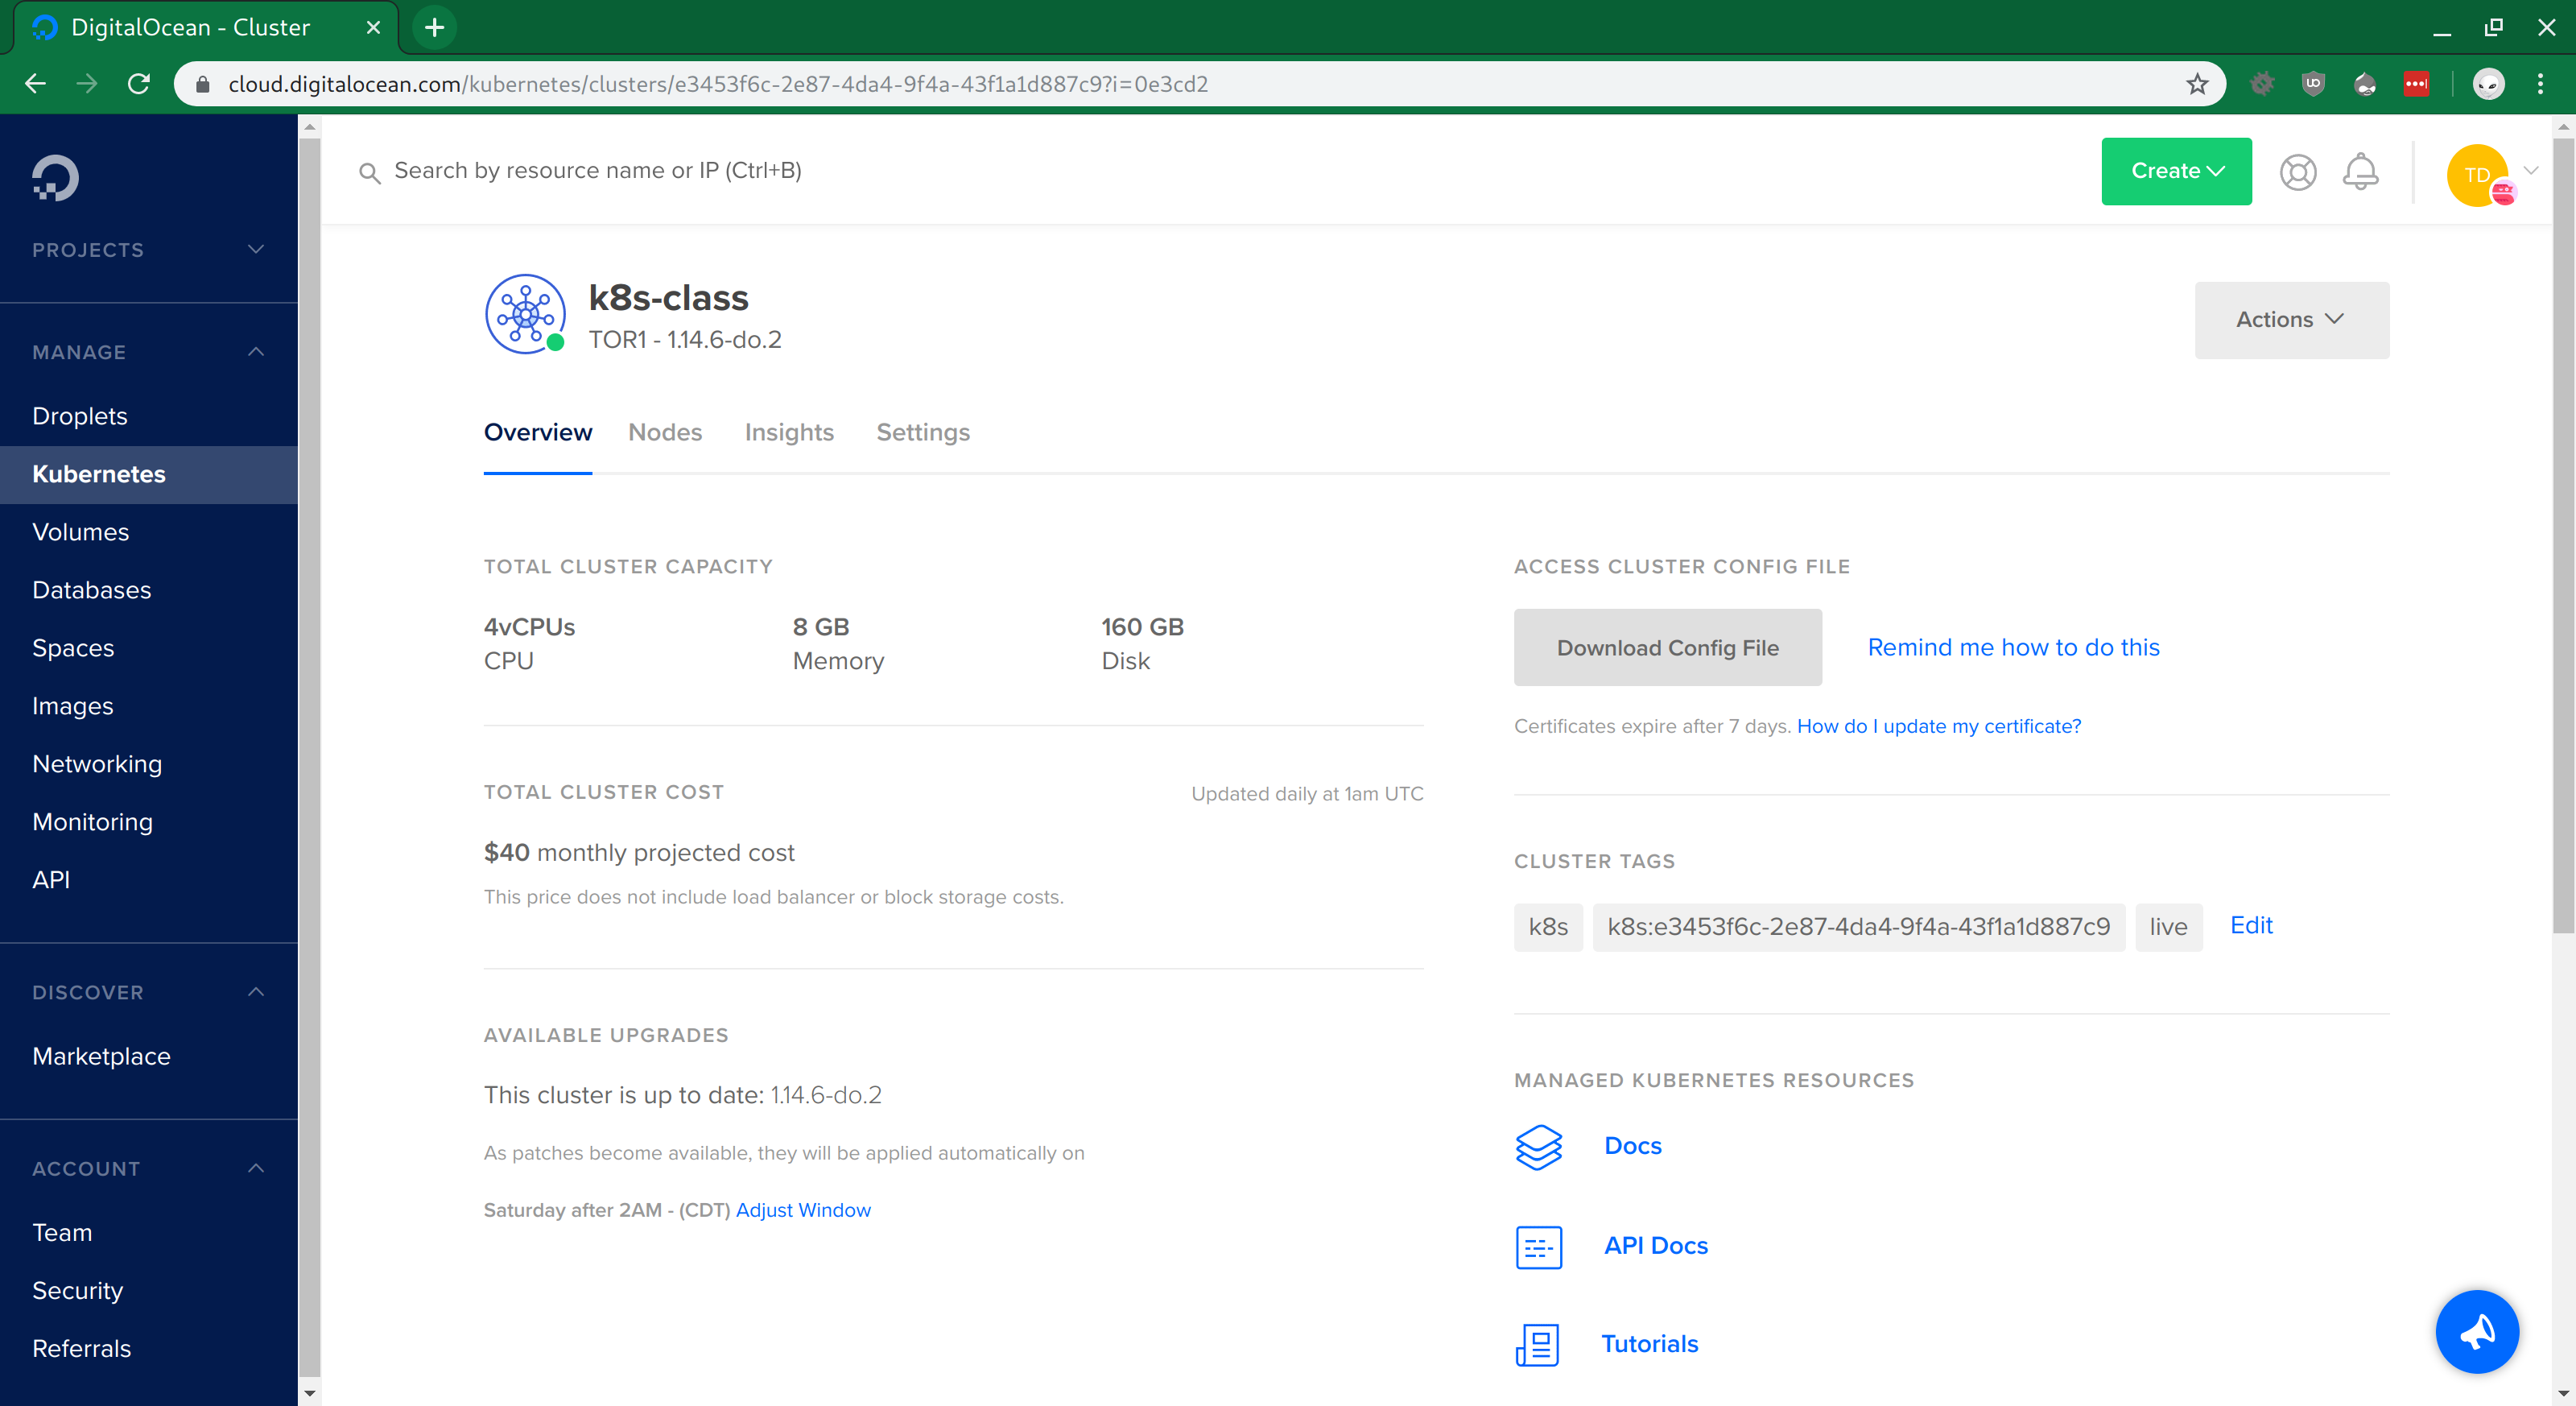 DigitalOcean - Cluster
cloud.digitalocean.com/kubernetes/clusters/e3453f6c-2e87-4da4-9f4a-43f1a1d887c9?i=0e3cd2
Search by resource name or IP (Ctrl+B)
Create
TD
PROJECTS
MANAGE
Droplets
Kubernetes
Volumes
Databases
Spaces
Images
Networking
Monitoring
API
DISCOVER
Marketplace
ACCOUNT
Team
Security
Referrals
k8s-class
TOR1 - 1.14.6-do.2
Actions
Overview Nodes Insights Settings
TOTAL CLUSTER CAPACITY
4vCPUs 8 GB 160 GB
CPU Memory Disk
TOTAL CLUSTER COST Updated daily at 1am UTC
$40 monthly projected cost
This price does not include load balancer or block storage costs.
AVAILABLE UPGRADES
This cluster is up to date: 1.14.6-do.2
As patches become available, they will be applied automatically on
Saturday after 2AM - (CDT) Adjust Window
ACCESS CLUSTER CONFIG FILE
Download Config File Remind me how to do this
Certificates expire after 7 days. How do I update my certificate?
CLUSTER TAGS
k8s k8s:e3453f6c-2e87-4da4-9f4a-43f1a1d887c9 live Edit
MANAGED KUBERNETES RESOURCES
Docs
API Docs
Tutorials